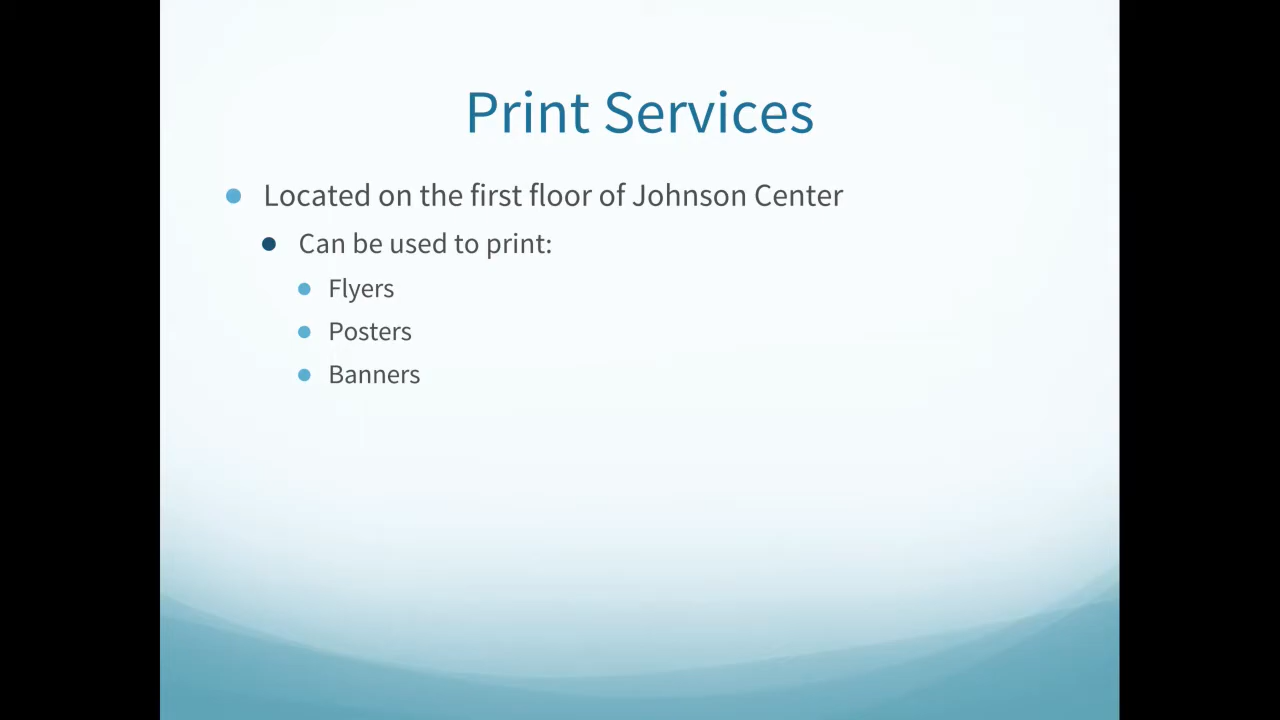 Print Services
Located on the first floor of Johnson Center
Can be used to print:
Flyers
Posters
Banners